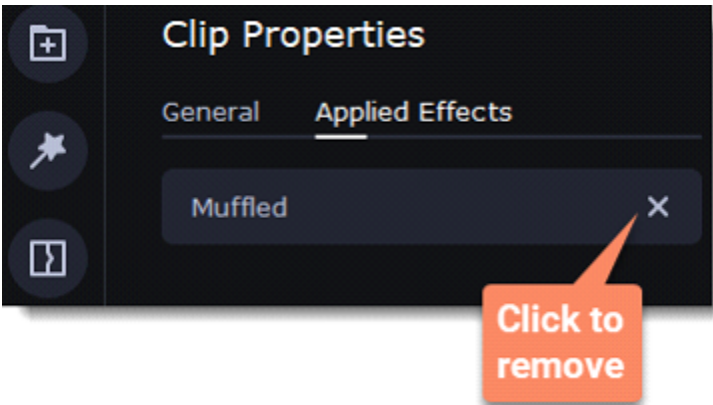 Clip Properties
General
Applied Effects
Muffled
Click to
remove